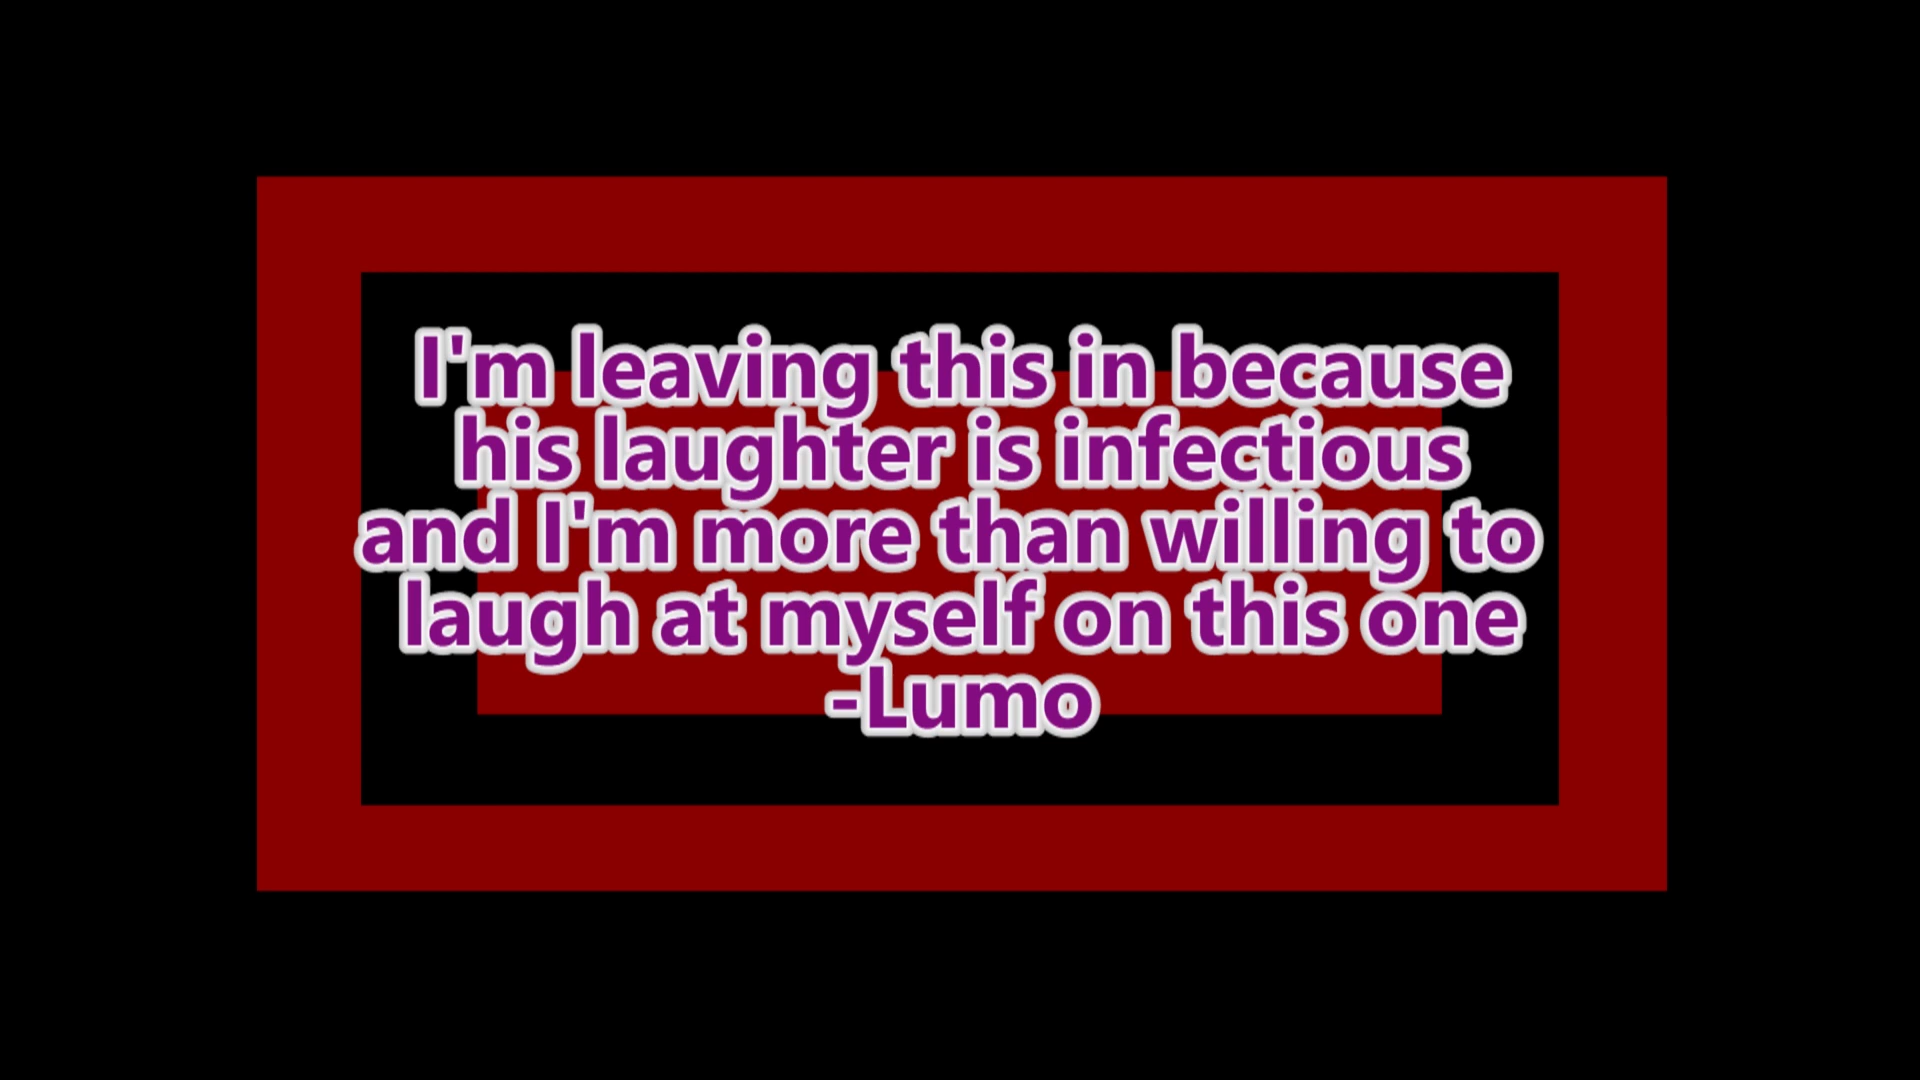 I'm leaving this in because
his laughter is infectious
and I'm more than willing to
laugh at myself on this one
-Lumo